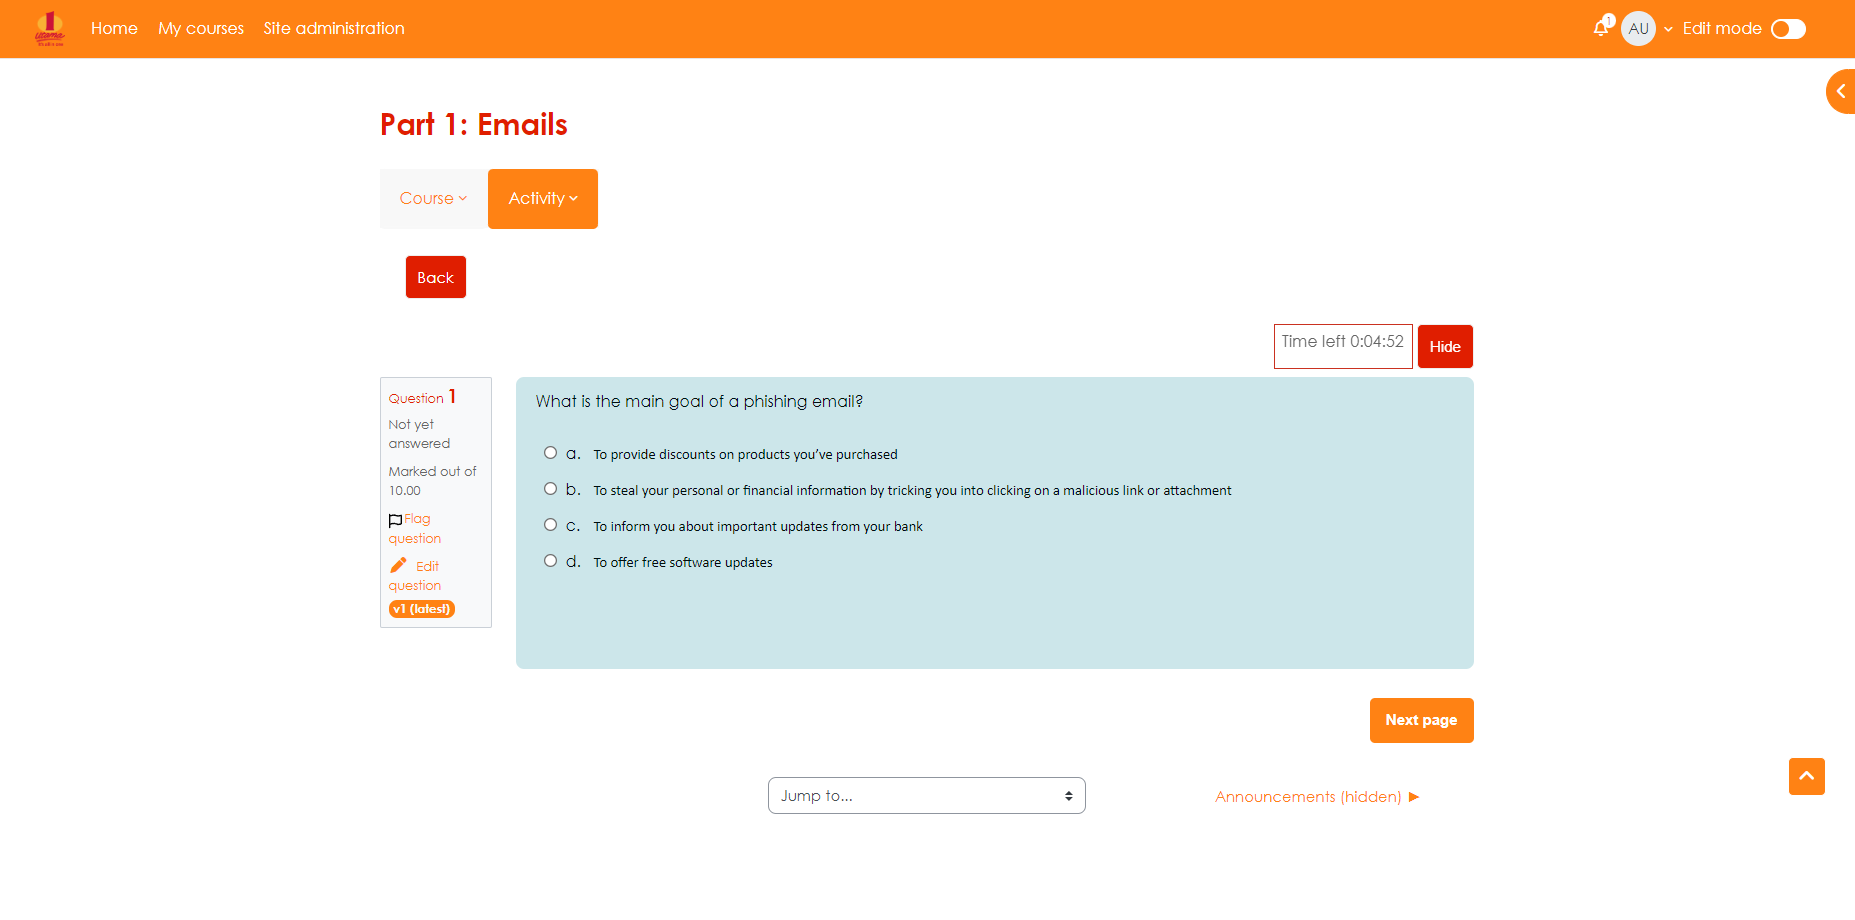 1
utama
Home My courses Site administration
1
AU Edit mode
Part 1: Emails
Course Activity
Back
Time left 0:04:52 Hide
Question 1
Not yet
answered
Marked out of
10.00
Flag
question
Edit
question
v1 (latest)
What is the main goal of a phishing email?
a. To provide discounts on products you’ve purchased
b. To steal your personal or financial information by tricking you into clicking on a malicious link or attachment
c. To inform you about important updates from your bank
d. To offer free software updates
Next page
Jump to...
Announcements (hidden) ►